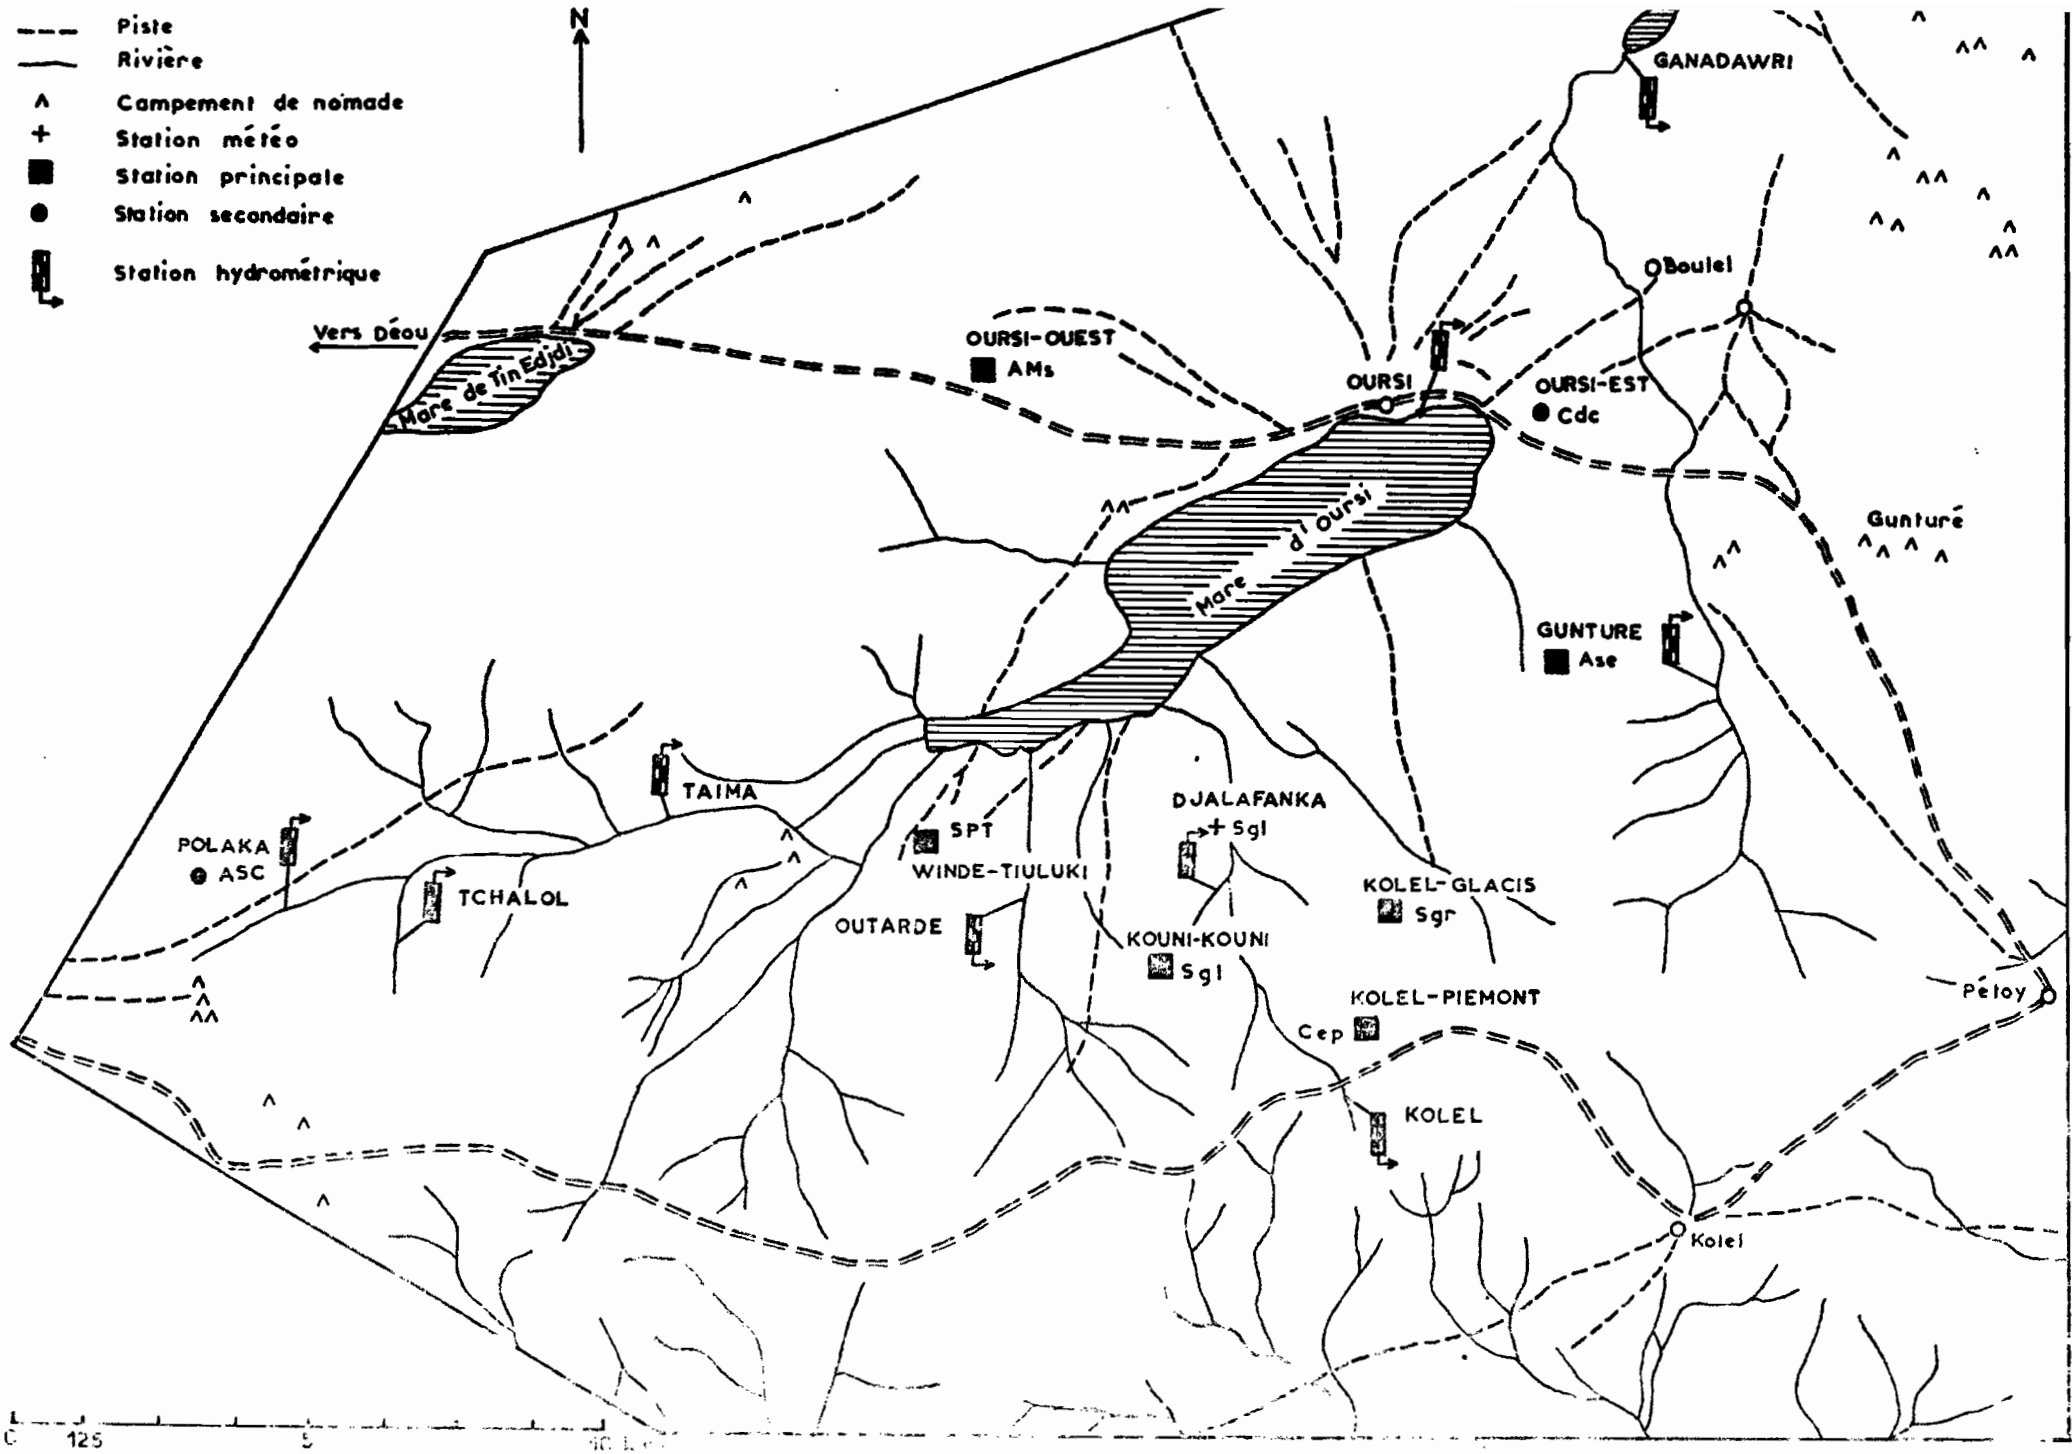 Piste
Rivière
Campement de nomade
Station météo
Station principale
Station secondaire
Station hydrométrique
N
GANADAWRI
Boulel
Vers Déou
Mare de Tin Edjdi
OURSI-OUEST
AMs
OURSI
OURSI-EST
Cdc
Mare d'Oursi
Gunturé
GUNTURE
Ase
TAIMA
POLAKA
ASC
TCHALOL
SPT
WINDE-TIULUKI
DJALAFANKA
Sgl
OUTARDE
KOUNI-KOUNI
Sgl
KOLEL-GLACIS
Sgr
KOLEL-PIEMONT
Cep
Pétoy
KOLEL
Kolel
0 125 5 10